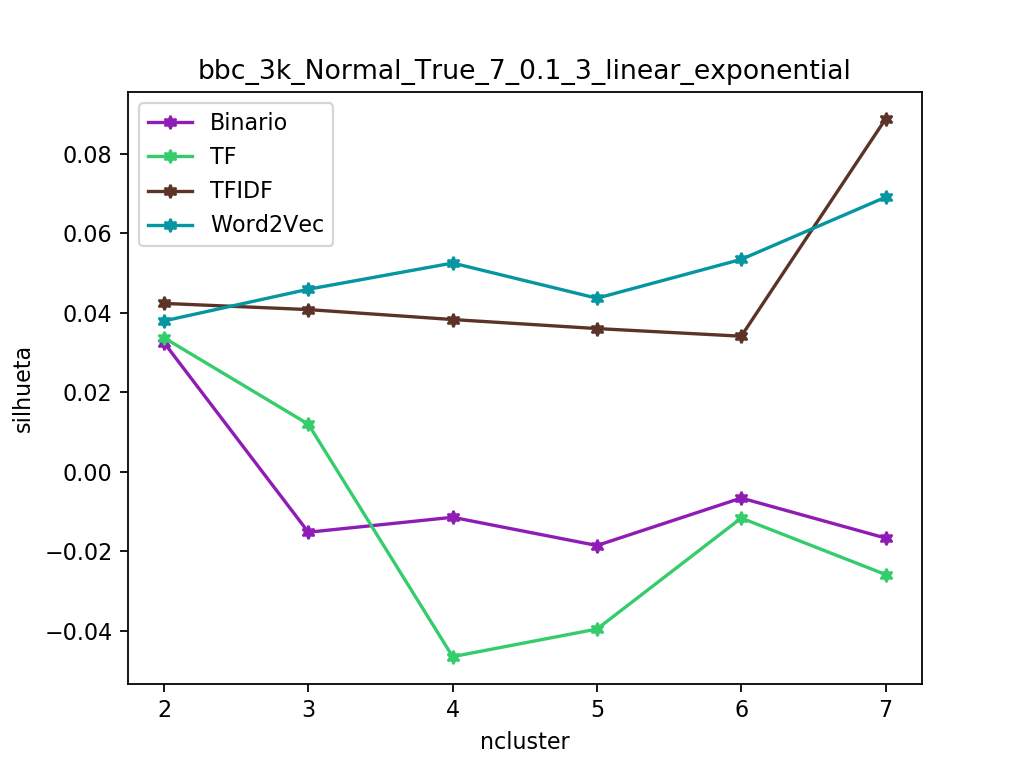 bbc_3k_Normal_True_7_0.1_3_linear_exponential
Binario
TF
TFIDF
Word2Vec
0.08
0.06
0.04
0.02
0.00
−0.02
−0.04
silhueta
2 3 4 5 6 7
ncluster